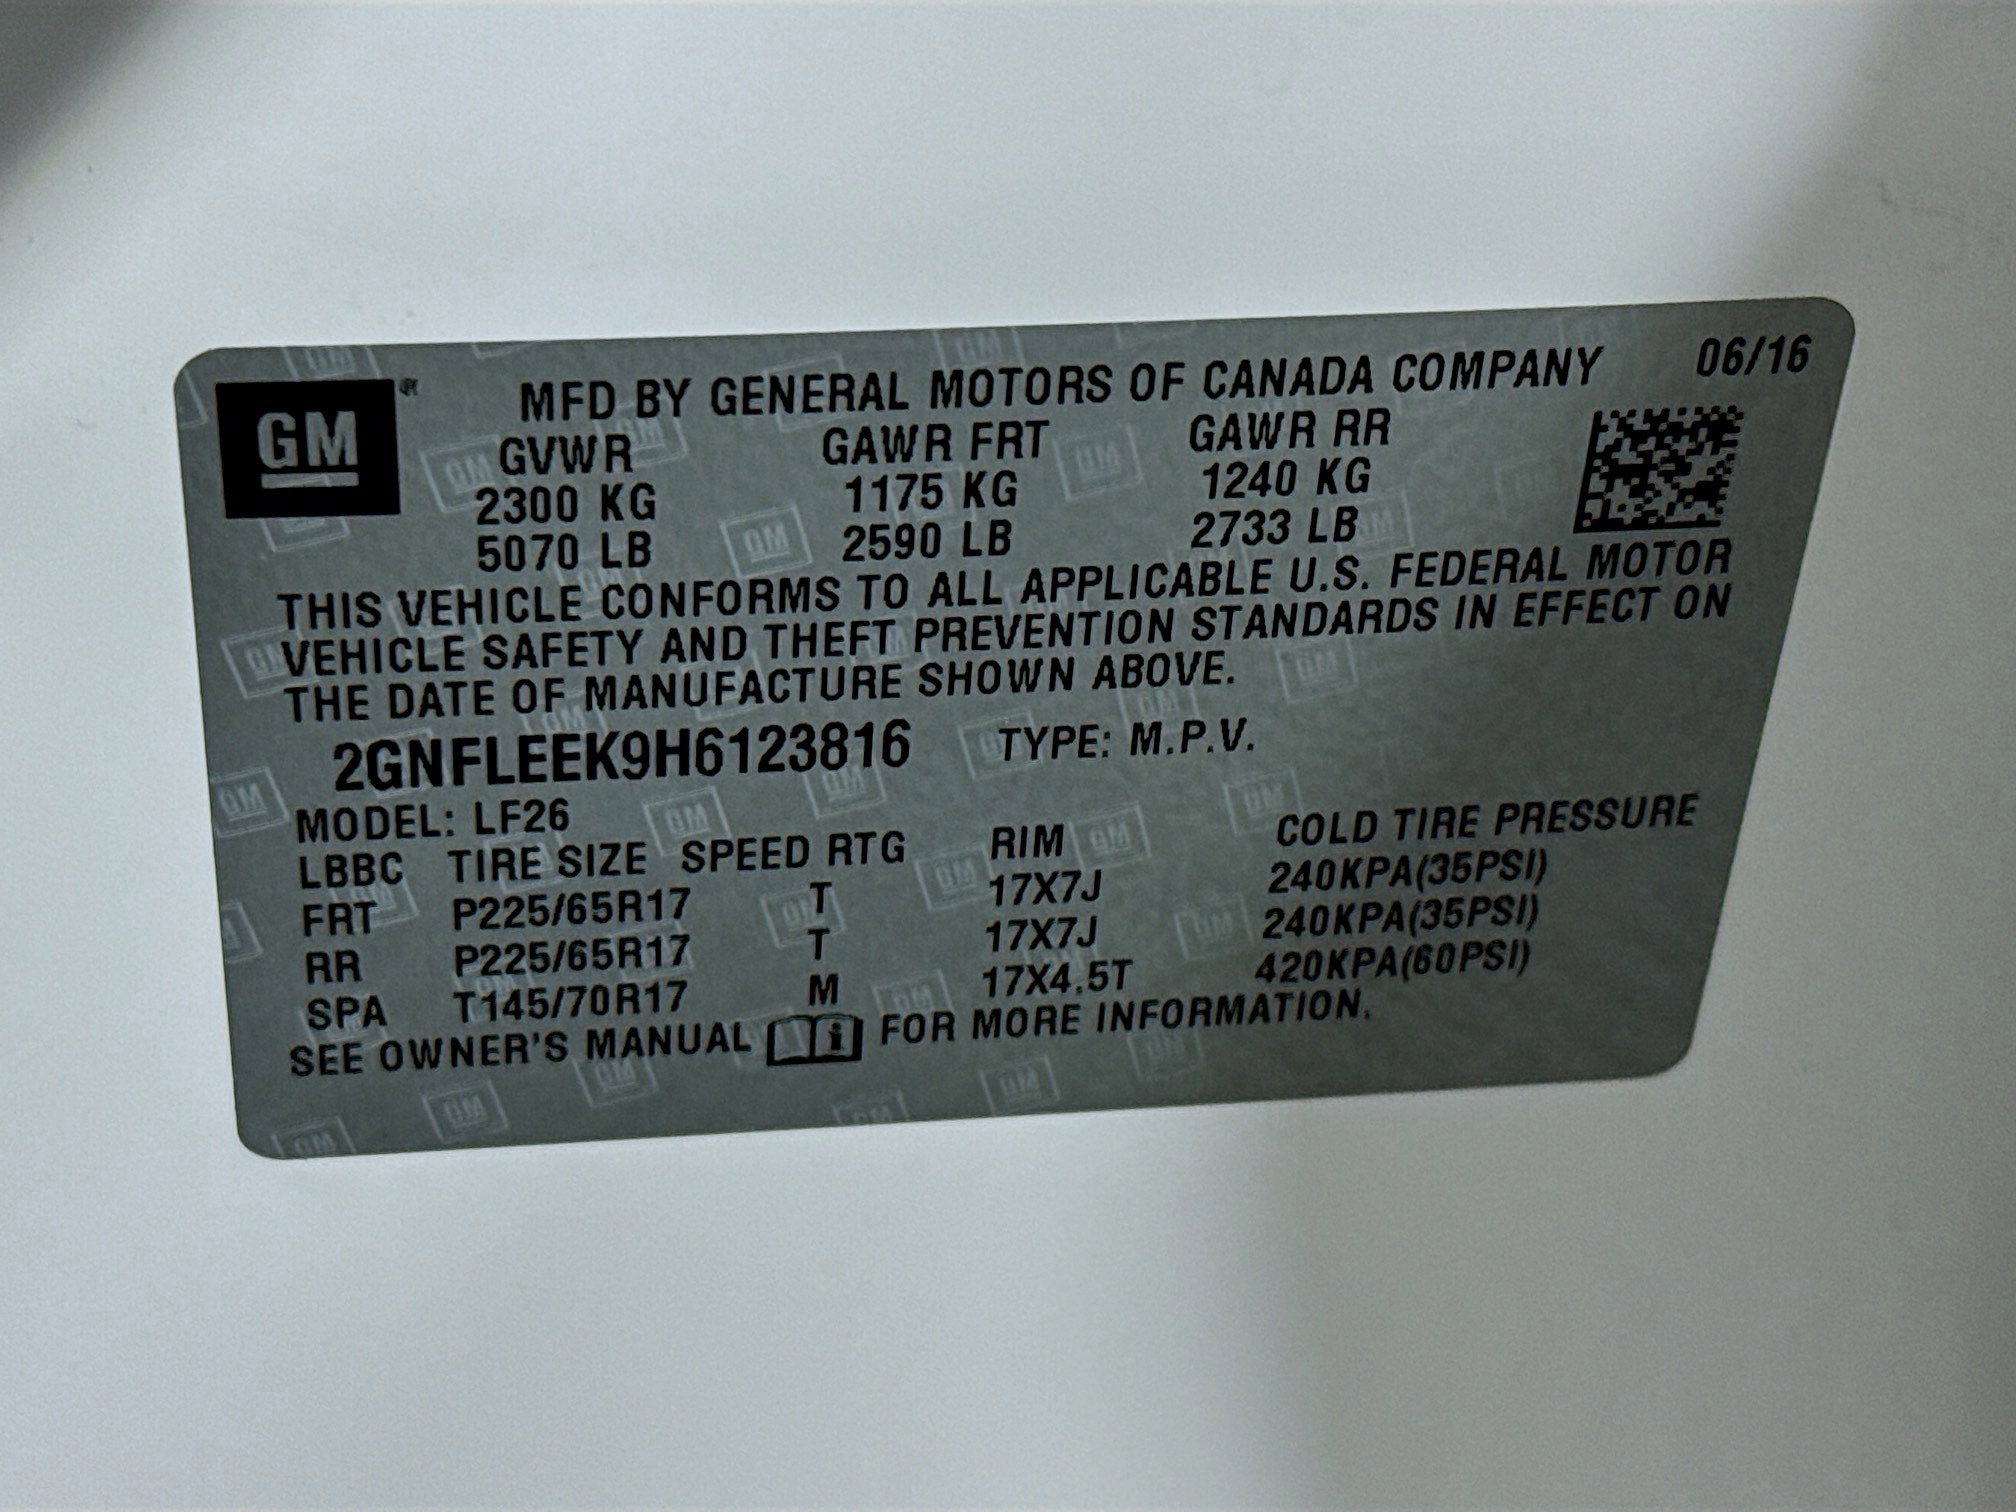 GM
MFD BY GENERAL MOTORS OF CANADA COMPANY 06/16
GVWR GAWR FRT GAWR RR
2300 KG 1175 KG 1240 KG
5070 LB 2590 LB 2733 LB
THIS VEHICLE CONFORMS TO ALL APPLICABLE U.S. FEDERAL MOTOR
VEHICLE SAFETY AND THEFT PREVENTION STANDARDS IN EFFECT ON
THE DATE OF MANUFACTURE SHOWN ABOVE.
2GNFLEEK9H6123816 TYPE: M.P.V.
MODEL: LF26
LBBC TIRE SIZE SPEED RTG RIM COLD TIRE PRESSURE
FRT P225/65R17 T 17X7J 240KPA(35PSI)
RR P225/65R17 T 17X7J 240KPA(35PSI)
SPA T145/70R17 M 17X4.5T 420KPA(60PSI)
SEE OWNER'S MANUAL i FOR MORE INFORMATION.